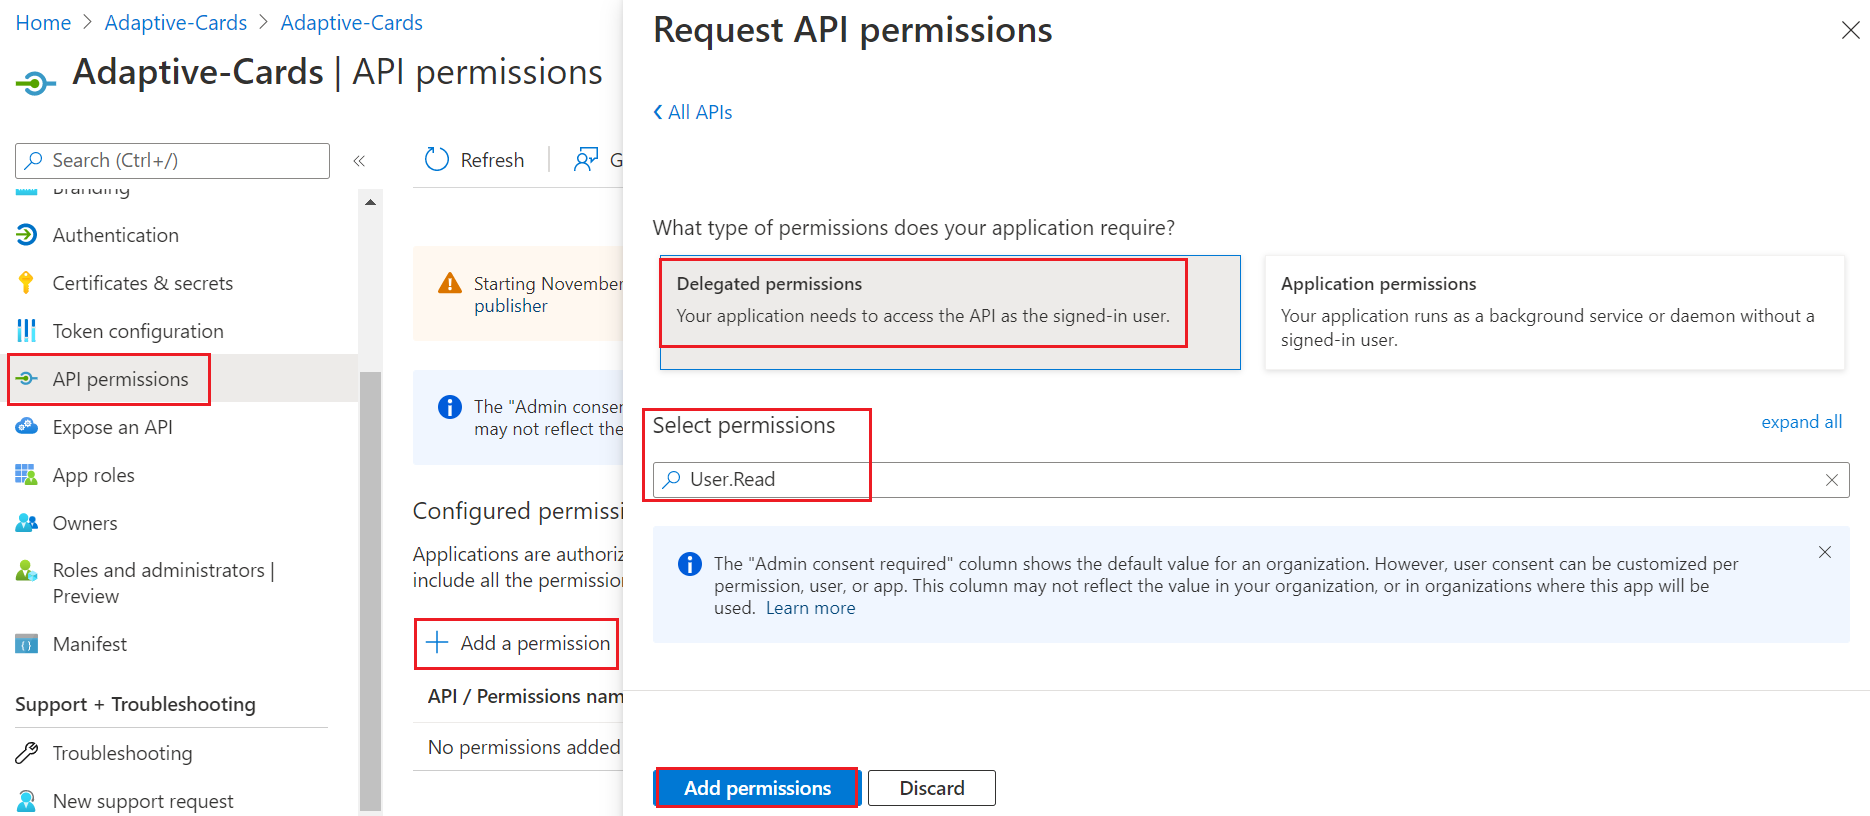 Home > Adaptive-Cards > Adaptive-Cards
Adaptive-Cards | API permissions
Search (Ctrl+/)
«
Branding
Authentication
Certificates & secrets
Token configuration
API permissions
Expose an API
App roles
Owners
Roles and administrators |
Preview
Manifest
Support + Troubleshooting
Troubleshooting
New support request
Refresh
G
Starting November
publisher
The "Admin conser
may not reflect the
Configured permissi
Applications are authoriz
include all the permission
Add a permission
API / Permissions nam
No permissions added
Request API permissions
All APIs
What type of permissions does your application require?
Delegated permissions
Your application needs to access the API as the signed-in user.
Application permissions
Your application runs as a background service or daemon without a
signed-in user.
Select permissions
expand all
User.Read
The "Admin consent required" column shows the default value for an organization. However, user consent can be customized per
permission, user, or app. This column may not reflect the value in your organization, or in organizations where this app will be
used. Learn more
Add permissions
Discard